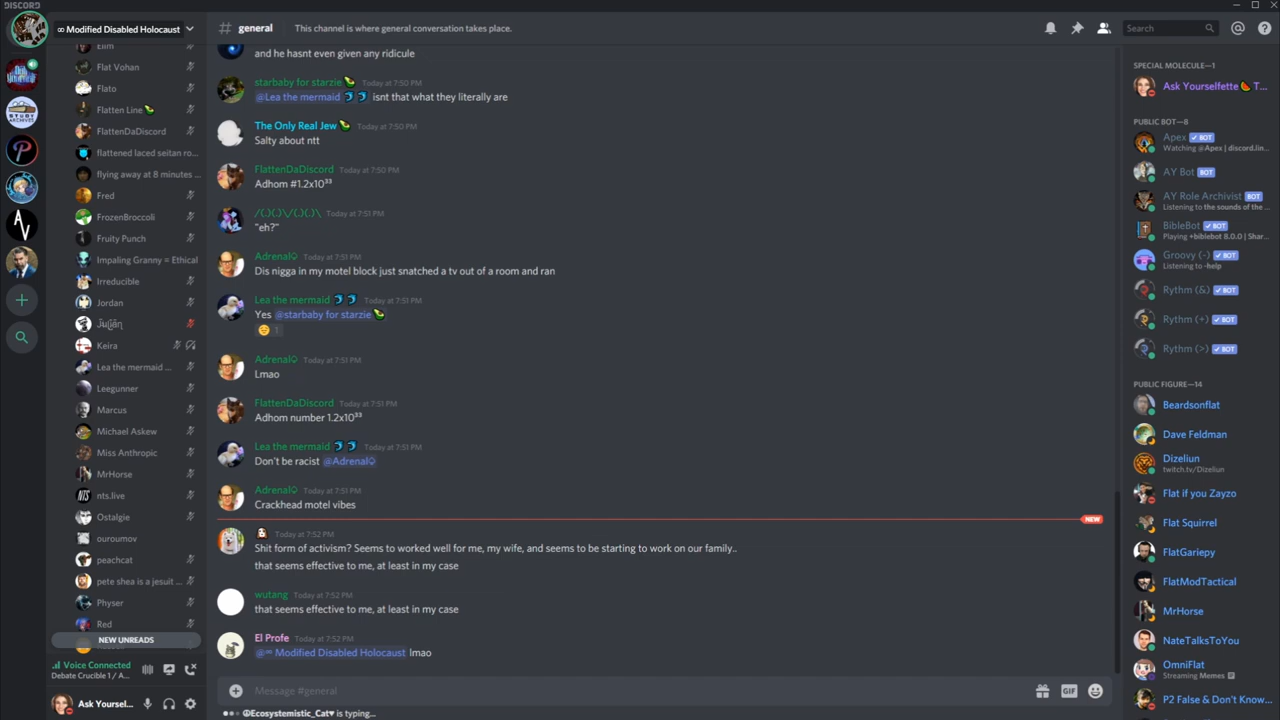 DISCORD
∞ Modified Disabled Holocaust
# general
This channel is where general conversation takes place.
Search
Elim
Flat Vohan
Flato
Flatten Line
FlattenDaDiscord
flattened laced seitan ro...
flying away at 8 minutes ...
Fred
FrozenBroccoli
Fruity Punch
Impaling Granny = Ethical
Irreducible
Jordan
Keira
Lea the mermaid ...
Leegunner
Marcus
Michael Askew
Miss Anthropic
MrHorse
nts.live
Ostalgie
ouroumov
peachcat
pete shea is a jesuit ...
Physer
Red
NEW UNREADS
Voice Connected
Debate Crucible 1 / A...
Ask Yoursel...
and he hasnt even given any ridicule
starbaby for starzie Today at 7:50 PM
@Lea the mermaid isnt that what they literally are
The Only Real Jew Today at 7:50 PM
Salty about ntt
FlattenDaDiscord Today at 7:50 PM
Adhom #1.2x10³³
/(.)(.)\/(.)(.)\ Today at 7:51 PM
"eh?"
Adrenal♤ Today at 7:51 PM
Dis nigga in my motel block just snatched a tv out of a room and ran
Lea the mermaid Today at 7:51 PM
Yes @starbaby for starzie
1
Adrenal♤ Today at 7:51 PM
Lmao
FlattenDaDiscord Today at 7:51 PM
Adhom number 1.2x10³³
Lea the mermaid Today at 7:51 PM
Don't be racist @Adrenal♤
Adrenal♤ Today at 7:51 PM
Crackhead motel vibes
NEW
Today at 7:52 PM
Shit form of activism? Seems to worked well for me, my wife, and seems to be starting to work on our family..
that seems effective to me, at least in my case
wutang Today at 7:52 PM
that seems effective to me, at least in my case
El Profe Today at 7:52 PM
@∞ Modified Disabled Holocaust lmao
Message #general
GIF
☮Ecosystemistic_Cat♥ is typing...
SPECIAL MOLECULE—1
Ask Yourselfette 🍉 T...
PUBLIC BOT—8
Apex ✓ BOT
Watching @Apex | discord.lin...
AY Bot BOT
AY Role Archivist BOT
Listening to the sounds of the...
BibleBot ✓ BOT
Playing +biblebot 8.0.0 | Shar...
Groovy (-) ✓ BOT
Listening to -help
Rythm (&) ✓ BOT
Rythm (+) ✓ BOT
Rythm (>) ✓ BOT
PUBLIC FIGURE—14
Beardsonflat
Dave Feldman
Dizeliun
twitch.tv/Dizeliun
Flat if you Zayzo
Flat Squirrel
FlatGariepy
FlatModTactical
MrHorse
NateTalksToYou
OmniFlat
Streaming Memes
P2 False & Don't Know...